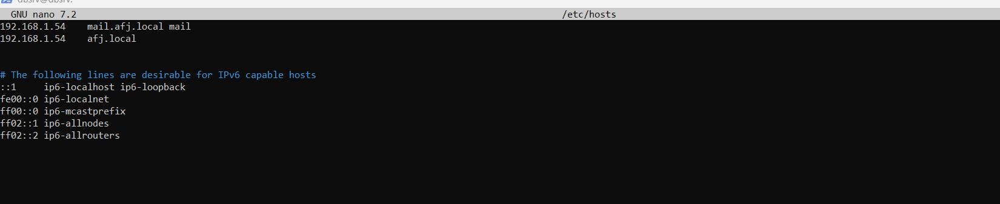 GNU nano 7.2 /etc/hosts
192.168.1.54    mail.afj.local mail
192.168.1.54    afj.local
# The following lines are desirable for IPv6 capable hosts
::1     ip6-localhost ip6-loopback
fe00::0 ip6-localnet
ff00::0 ip6-mcastprefix
ff02::1 ip6-allnodes
ff02::2 ip6-allrouters